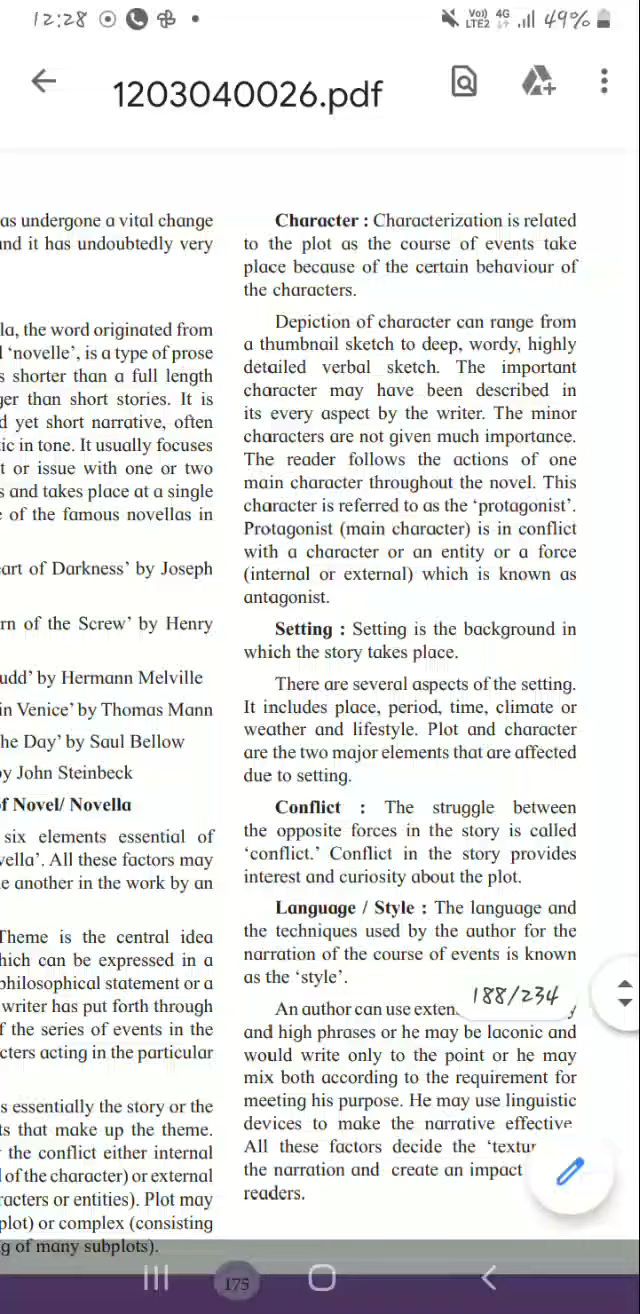 12:28
Vo)) 4G
LTE2
49%
1203040026.pdf
as undergone a vital change
nd it has undoubtedly very
la, the word originated from
'novelle', is a type of prose
s shorter than a full length
er than short stories. It is
d yet short narrative, often
ic in tone. It usually focuses
t or issue with one or two
s and takes place at a single
of the famous novellas in
art of Darkness' by Joseph
rn of the Screw' by Henry
udd' by Hermann Melville
in Venice' by Thomas Mann
he Day' by Saul Bellow
y John Steinbeck
f Novel/ Novella
six elements essential of
vella'. All these factors may
e another in the work by an
Theme is the central idea
hich can be expressed in a
philosophical statement or a
writer has put forth through
f the series of events in the
cters acting in the particular
s essentially the story or the
ts that make up the theme.
the conflict either internal
of the character) or external
racters or entities). Plot may
plot) or complex (consisting
g of many subplots).
Character : Characterization is related
to the plot as the course of events take
place because of the certain behaviour of
the characters.
Depiction of character can range from
a thumbnail sketch to deep, wordy, highly
detailed verbal sketch. The important
character may have been described in
its every aspect by the writer. The minor
characters are not given much importance.
The reader follows the actions of one
main character throughout the novel. This
character is referred to as the 'protagonist'.
Protagonist (main character) is in conflict
with a character or an entity or a force
(internal or external) which is known as
antagonist.
Setting : Setting is the background in
which the story takes place.
There are several aspects of the setting.
It includes place, period, time, climate or
weather and lifestyle. Plot and character
are the two major elements that are affected
due to setting.
Conflict : The struggle between
the opposite forces in the story is called
'conflict.' Conflict in the story provides
interest and curiosity about the plot.
Language / Style : The language and
the techniques used by the author for the
narration of the course of events is known
as the 'style'.
188/234
An author can use exten
and high phrases or he may be laconic and
would write only to the point or he may
mix both according to the requirement for
meeting his purpose. He may use linguistic
devices to make the narrative effective
All these factors decide the 'textur
the narration and create an impact
readers.
175